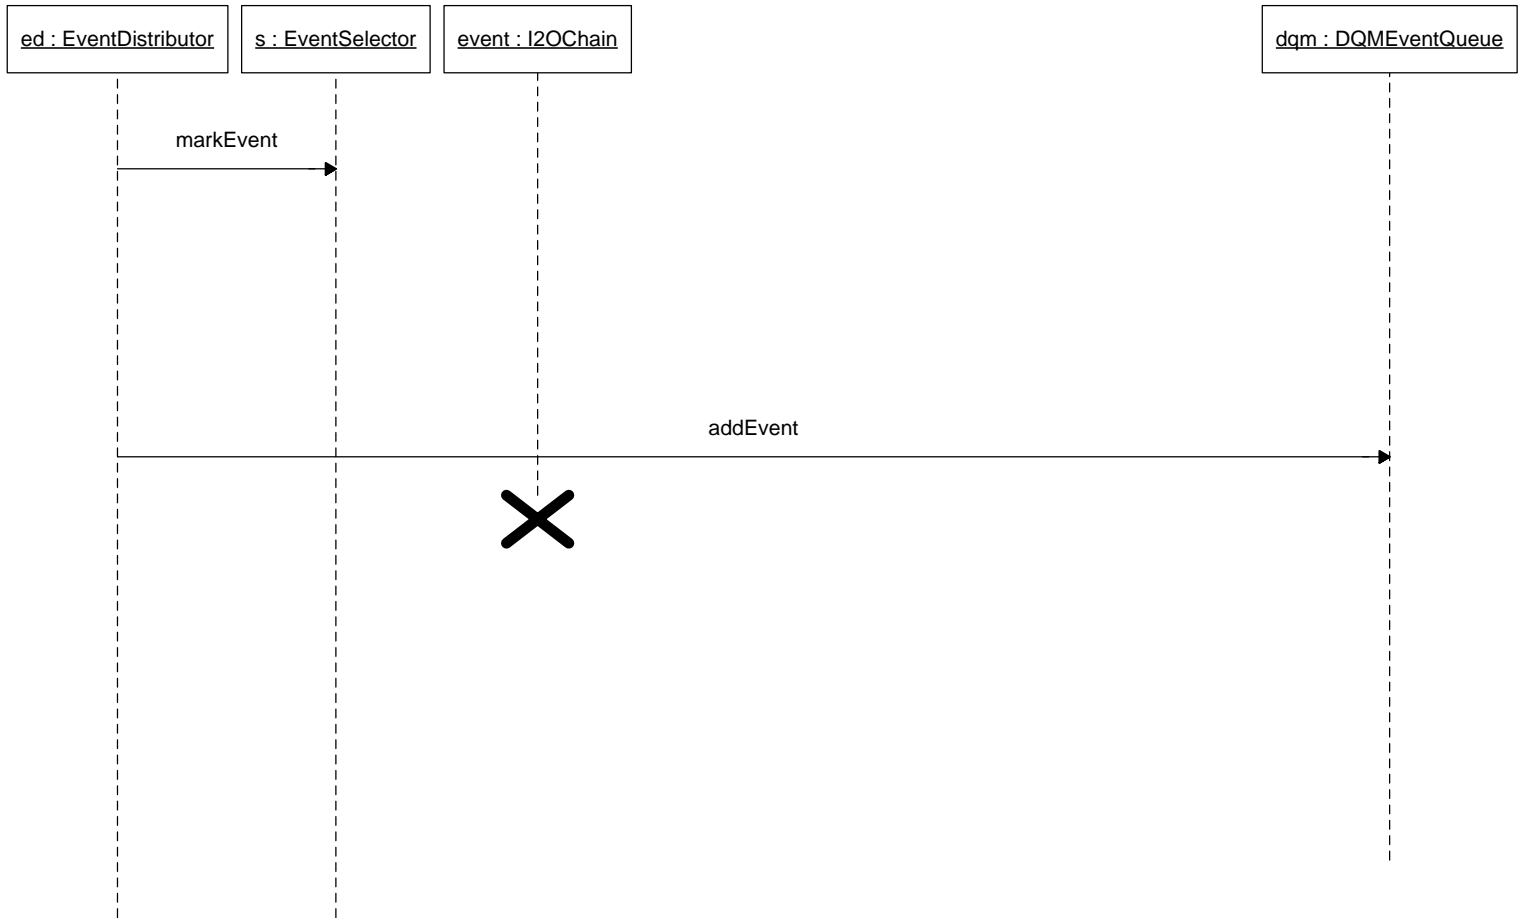 ed : EventDistributor
s : EventSelector
event : I2OChain
dqm : DQMEventQueue
markEvent
addEvent